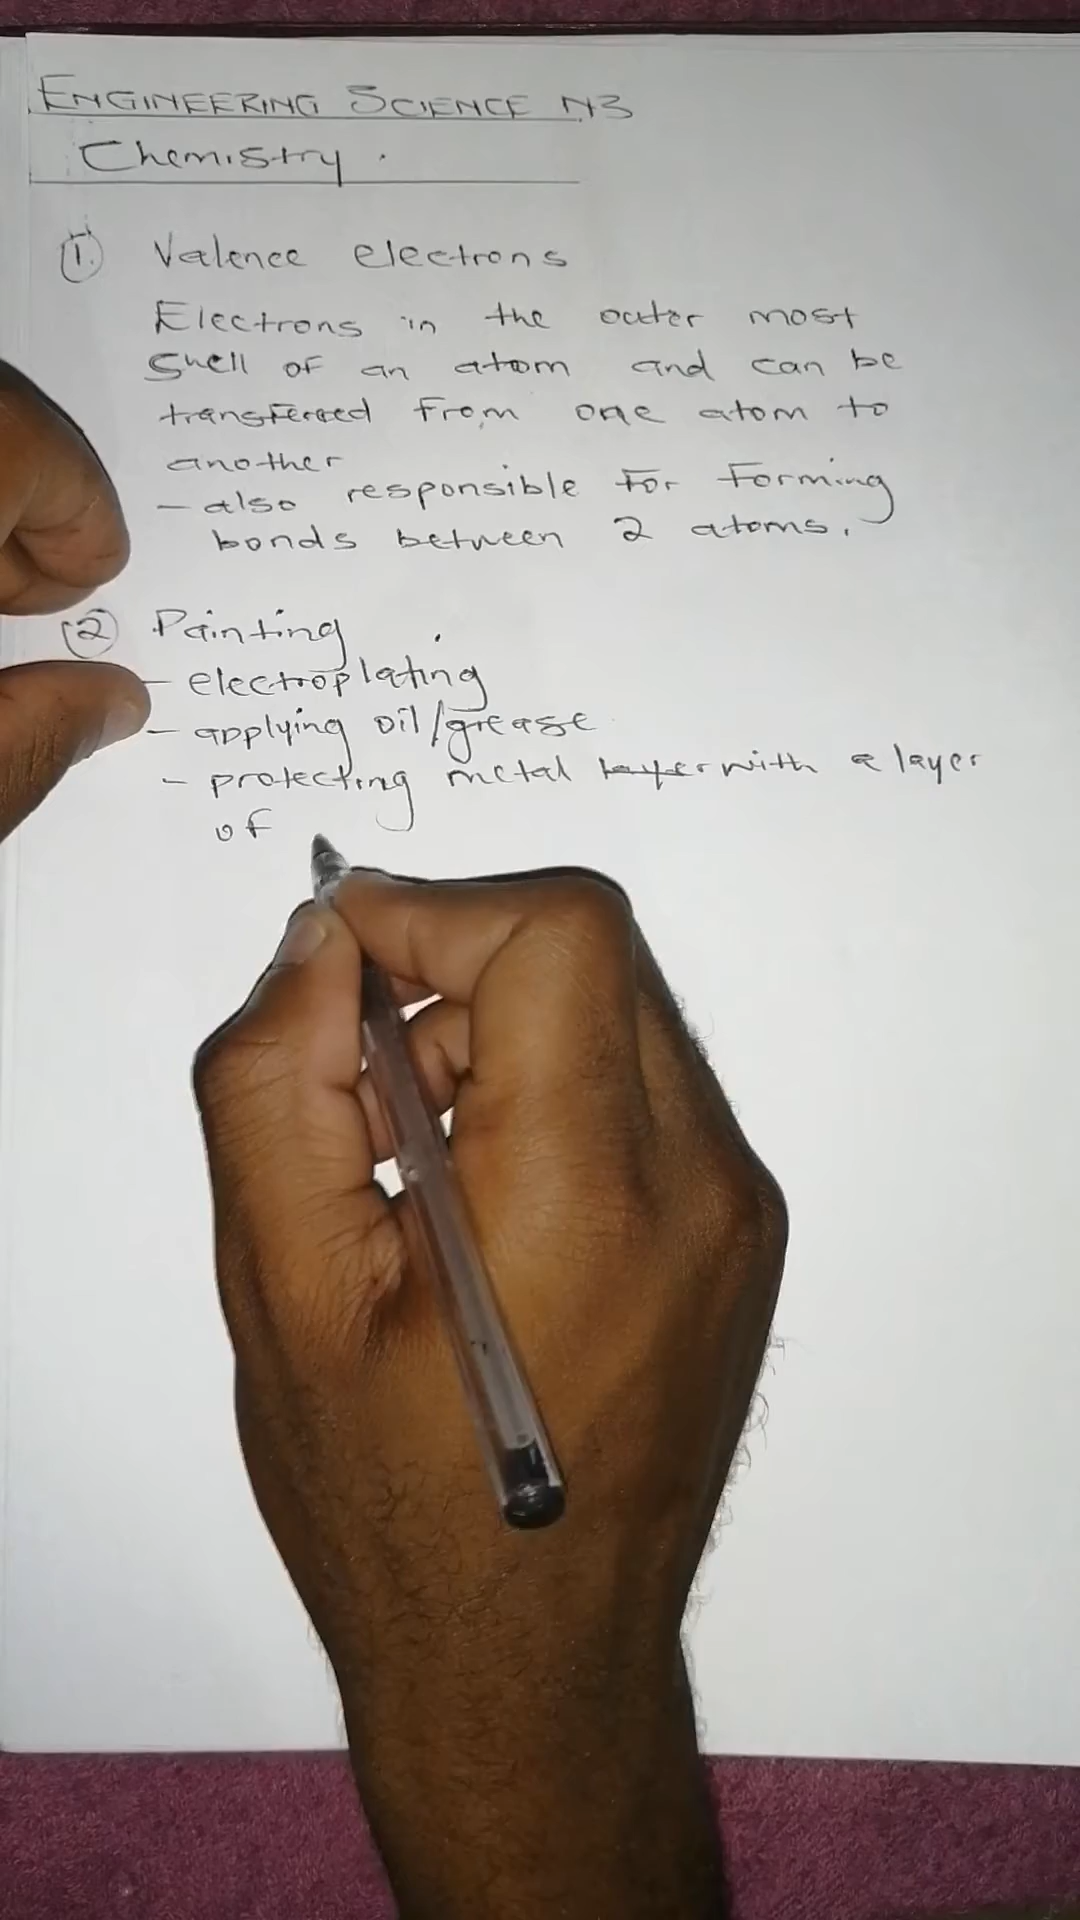 ENGINEERING SCIENCE N3
Chemistry.
1. Valence electrons
Electrons in the outer most
shell of an atom and can be
transferred from one atom to
another
- also responsible for forming
bonds between 2 atoms.
2 Painting
- electroplating
- applying oil/grease
- protecting metal layer with a layer
of